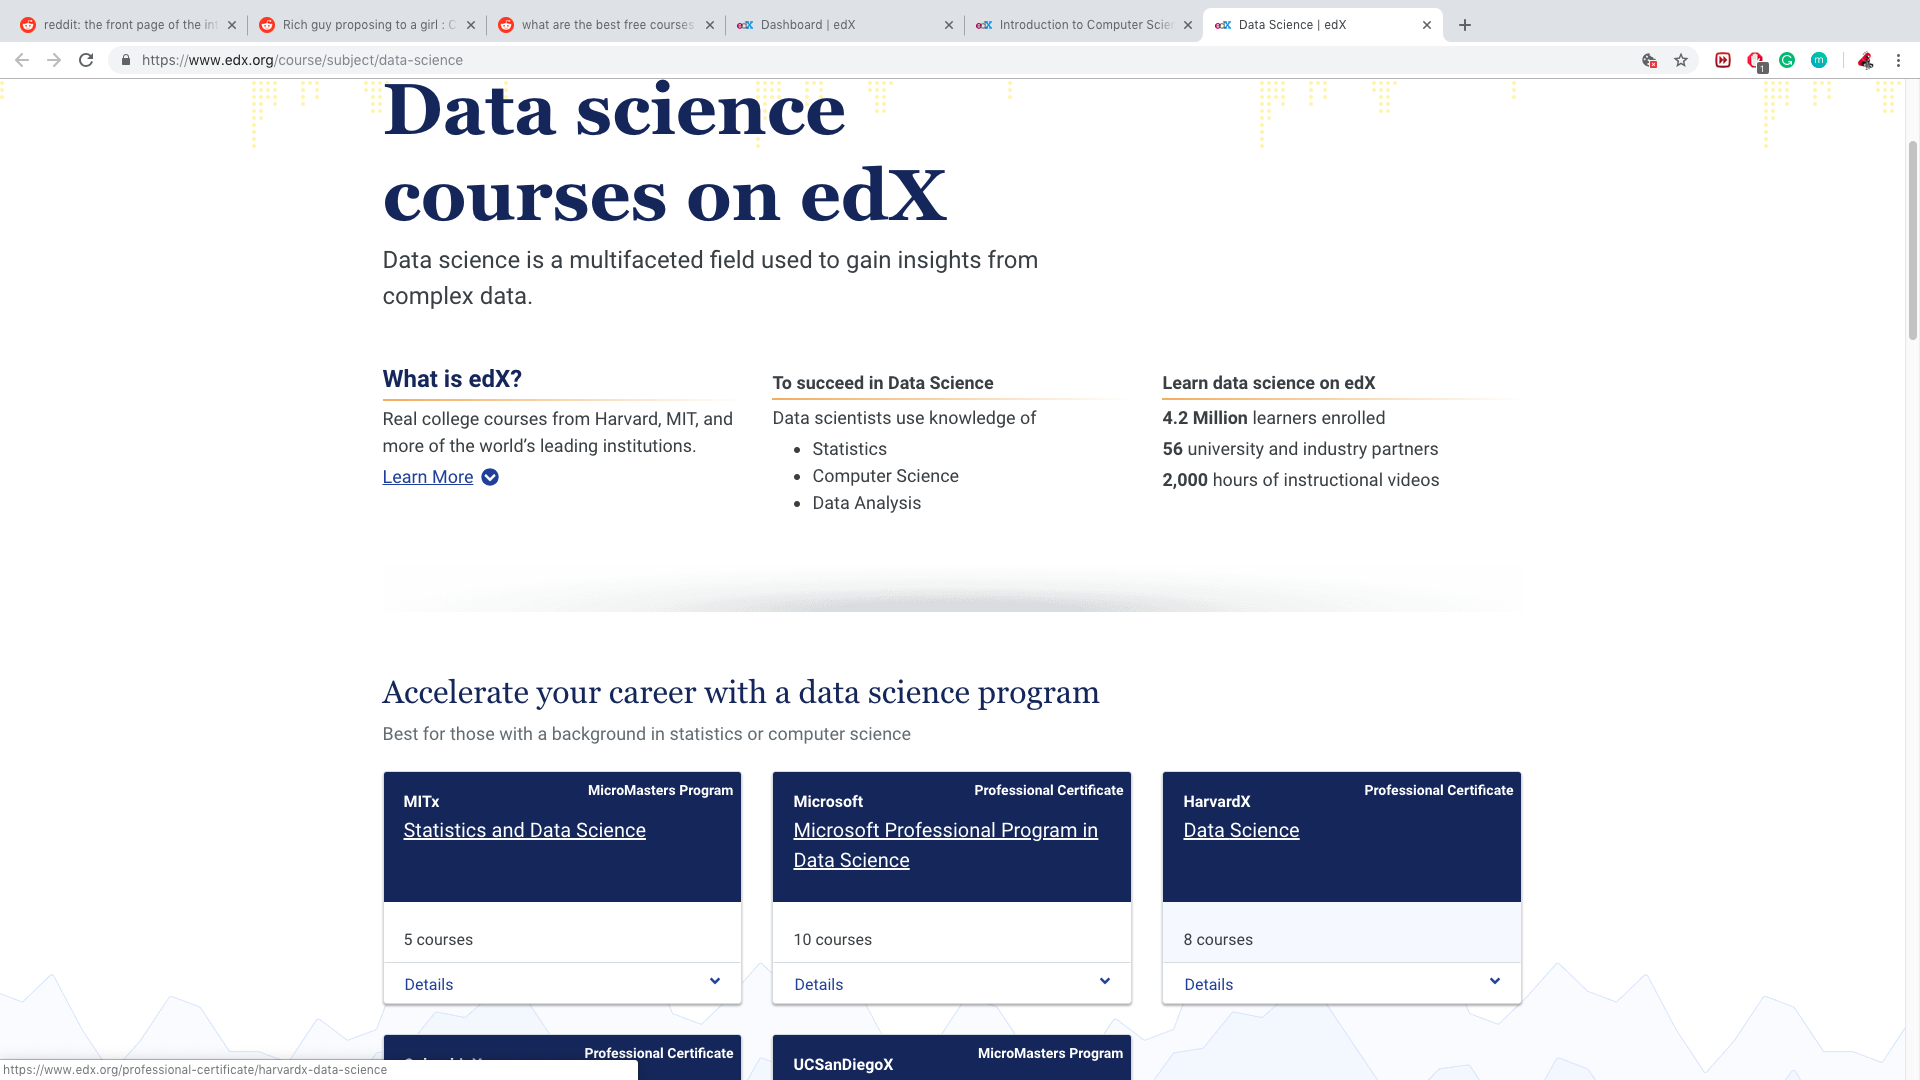 reddit: the front page of the int
Rich guy proposing to a girl : C
what are the best free courses
edX Dashboard | edX
edX Introduction to Computer Scien
edX Data Science | edX
https://www.edx.org/course/subject/data-science
1
G
m
Data science
courses on edX
Data science is a multifaceted field used to gain insights from
complex data.
What is edX?
Real college courses from Harvard, MIT, and
more of the world’s leading institutions.
Learn More
To succeed in Data Science
Data scientists use knowledge of
• Statistics
• Computer Science
• Data Analysis
Learn data science on edX
4.2 Million learners enrolled
56 university and industry partners
2,000 hours of instructional videos
Accelerate your career with a data science program
Best for those with a background in statistics or computer science
MicroMasters Program
MITx
Statistics and Data Science
5 courses
Details
Professional Certificate
Microsoft
Microsoft Professional Program in
Data Science
10 courses
Details
Professional Certificate
HarvardX
Data Science
8 courses
Details
Professional Certificate
MicroMasters Program
UCSanDiegoX
https://www.edx.org/professional-certificate/harvardx-data-science